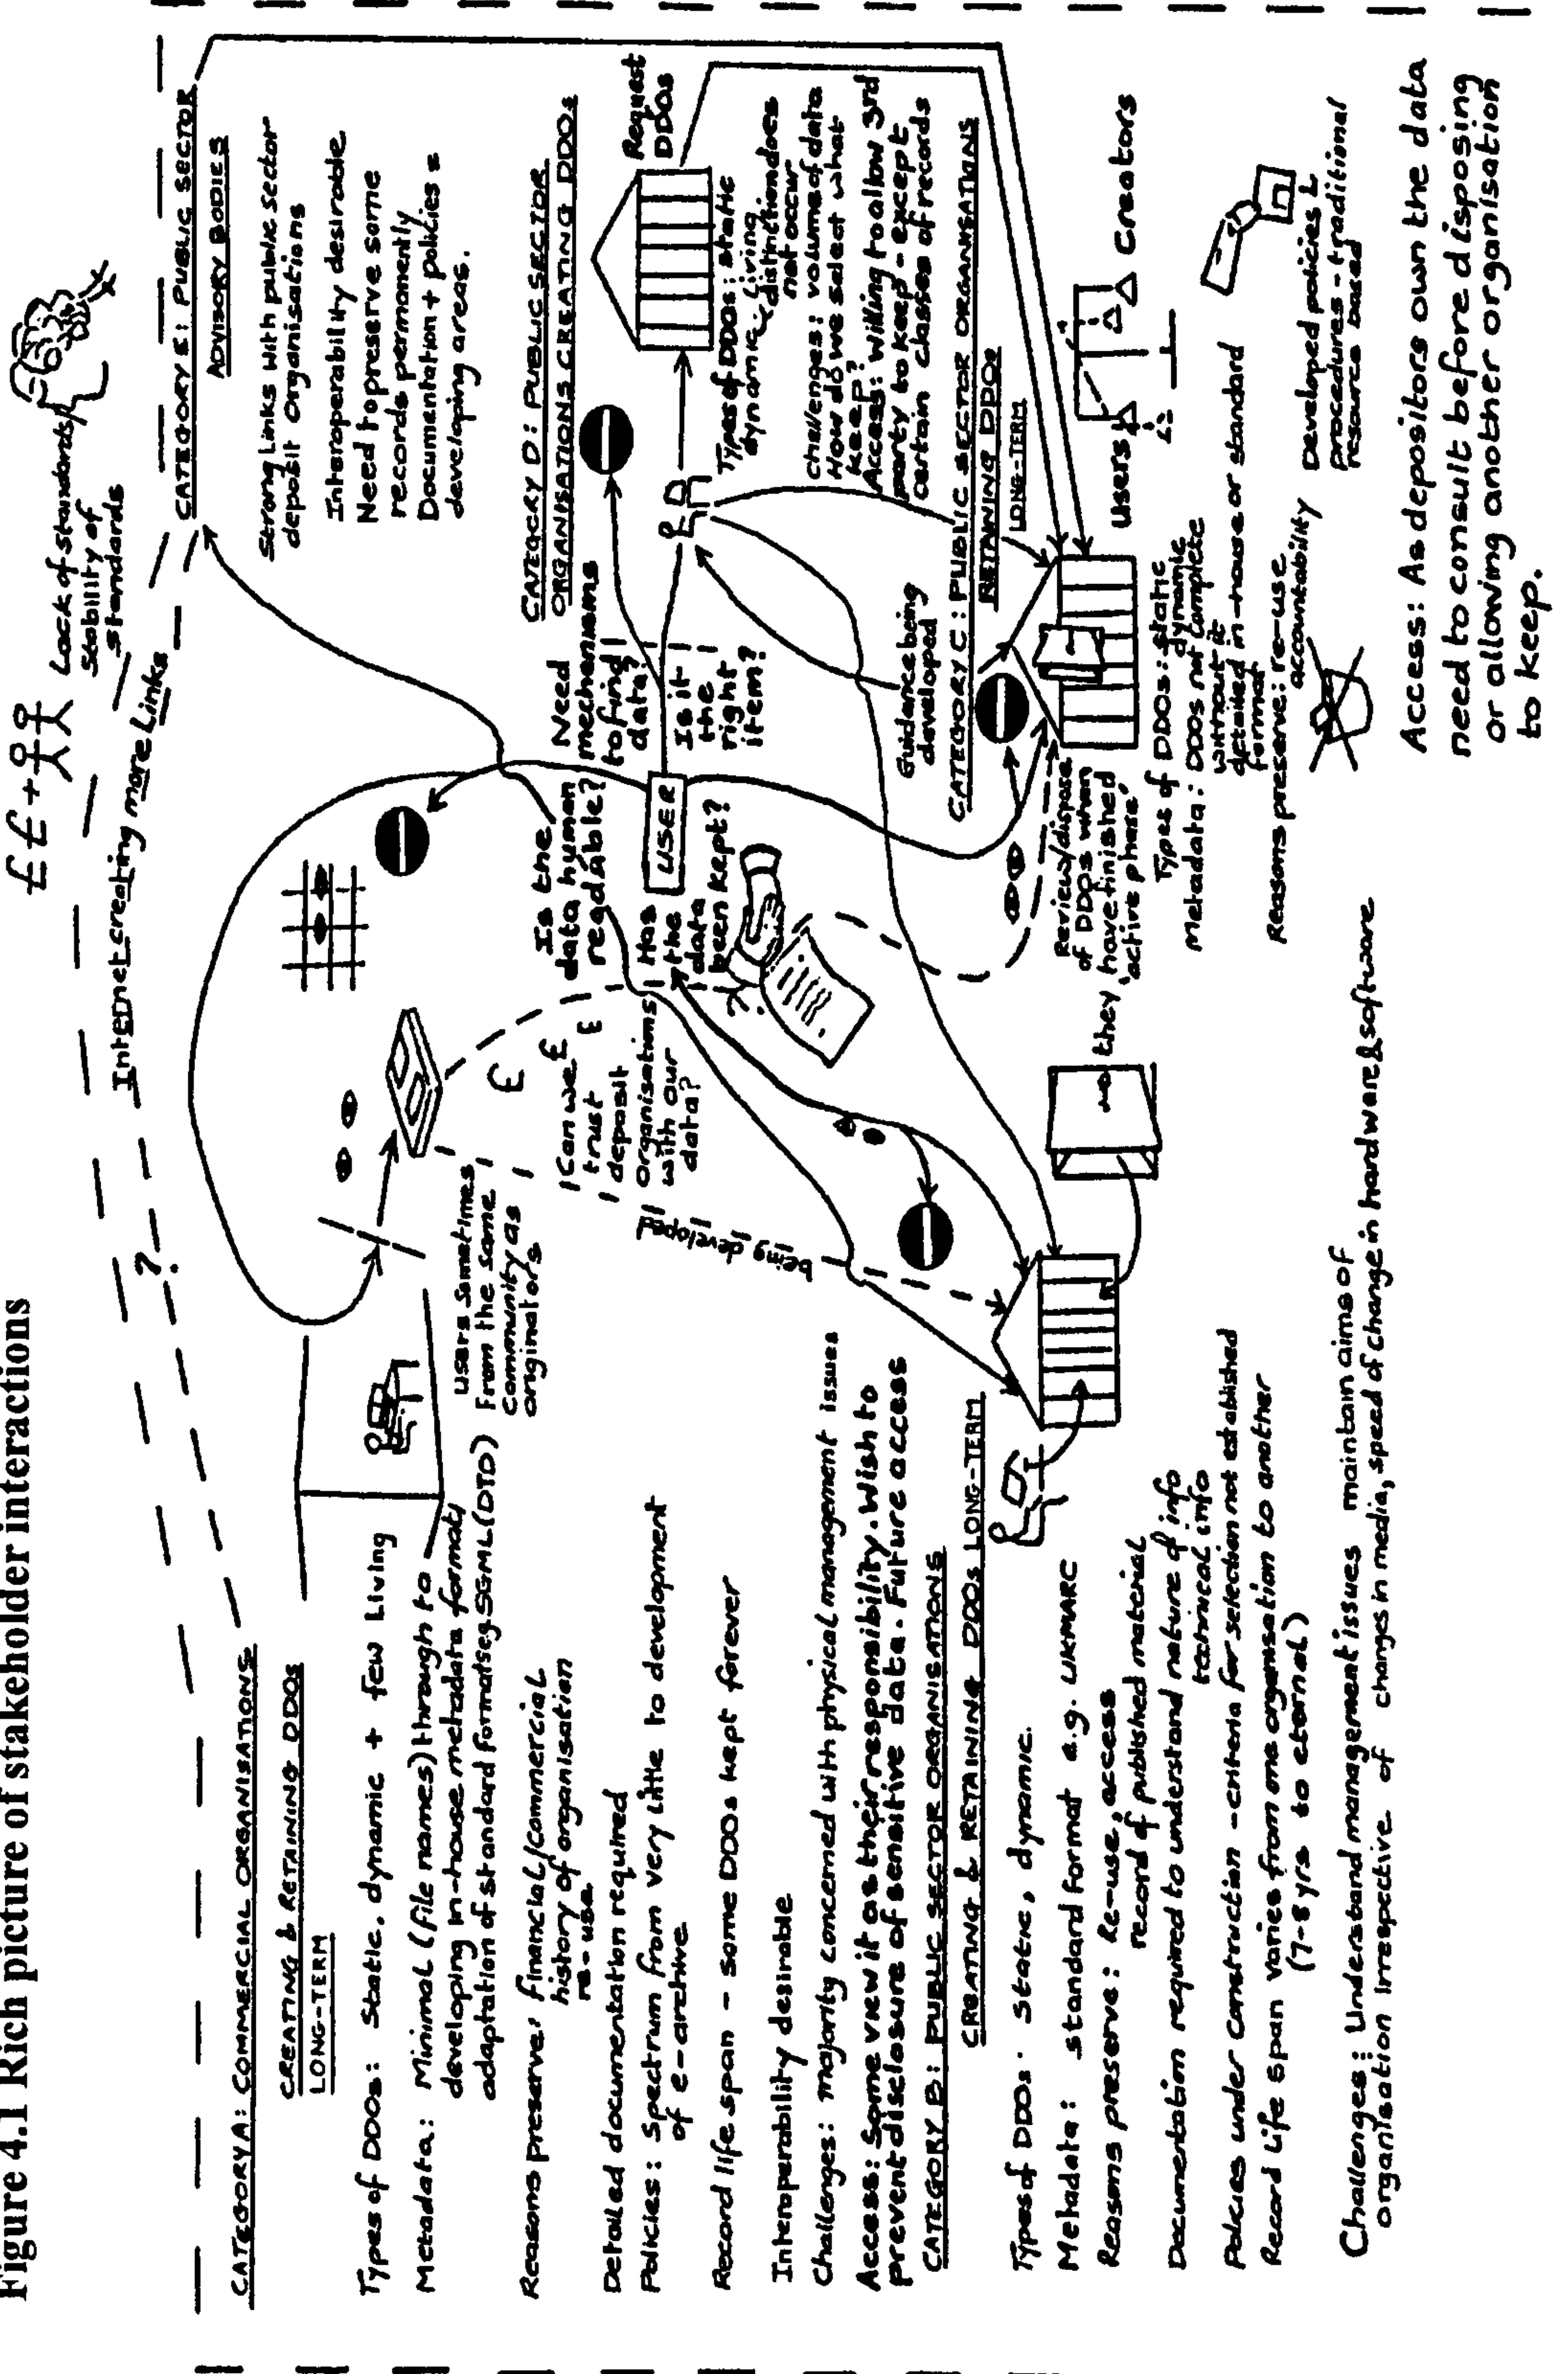 Figure 4.1 Rich picture of stakeholder interactions
££ +
Lack of standards/
stability of
standards
Internet creating more Links
?
CATEGORY A: COMMERCIAL ORGANISATIONS
CREATING & RETAINING DDOs
LONG-TERM
Types of DDOs: Static, dynamic + few Living
Metadata: Minimal (file names) through to
developing in-house metadata format,
adaptation of standard formats eg SGML (DTD)
Reasons preserve: financial/commercial
history of organisation
re-use
Detailed documentation required
Policies: Spectrum from very little to development
of e-archive
Record life span - some DDOs kept forever
Interoperability desirable
Challenges: majority concerned with physical management issues
Access: Some view it as their responsibility. Wish to
prevent disclosure of sensitive data. Future access
CATEGORY B: PUBLIC SECTOR ORGANISATIONS
CREATING & RETAINING DDOs LONG-TERM
Types of DDO: static, dynamic.
Metadata: standard format e.g. UKMARC
Reasons preserve: Re-use, access
record of published material
Documentation required to understand nature of info
technical info
Policies under construction - criteria for selection not established
Record Life span varies from one organisation to another
(7-8 yrs to eternal)
Challenges: Understand management issues maintain aims of
organisation irrespective of changes in media, speed of change in hardware & software
Users sometimes
from the same
community as
originators
£
£
£
Can we
trust
deposit
organisations
with our
data?
being develope
Is the
data human
readable?
Has
the
data
been kept?
USER
Need
mechanisms
to find
data?
Is it
the
right
item?
CATEGORY E: PUBLIC SECTOR
ADVISORY BODIES
Strong Links with public sector
deposit organisations
Interoperability desirable
Need to preserve some
records permanently
Documentation + policies =
developing areas.
CATEGORY D: PUBLIC SECTOR
ORGANISATIONS CREATING DDOs
Request
DDOs
Types of DDOs: static
dynamic - Living
distinction does
not occur
challenges: volume of data
How do we select what
keep?
Access: Willing to allow 3rd
party to keep - except
certain classes of records
Guidance being
developed
CATEGORY C: PUBLIC SECTOR ORGANISATIONS
RETAINING DDOs
LONG-TERM
Review/dispose
of DDOs when
they have finished
'active phase'
Users
Creators
Types of DDOs: static
dynamic
Metadata: DDOs not complete
without it
detailed in-house or standard
format
Reasons preserve: re-use
accountability
Developed policies &
procedures - traditional
resource based
Access: As depositors own the data
need to consult before disposing
or allowing another organisation
to keep.